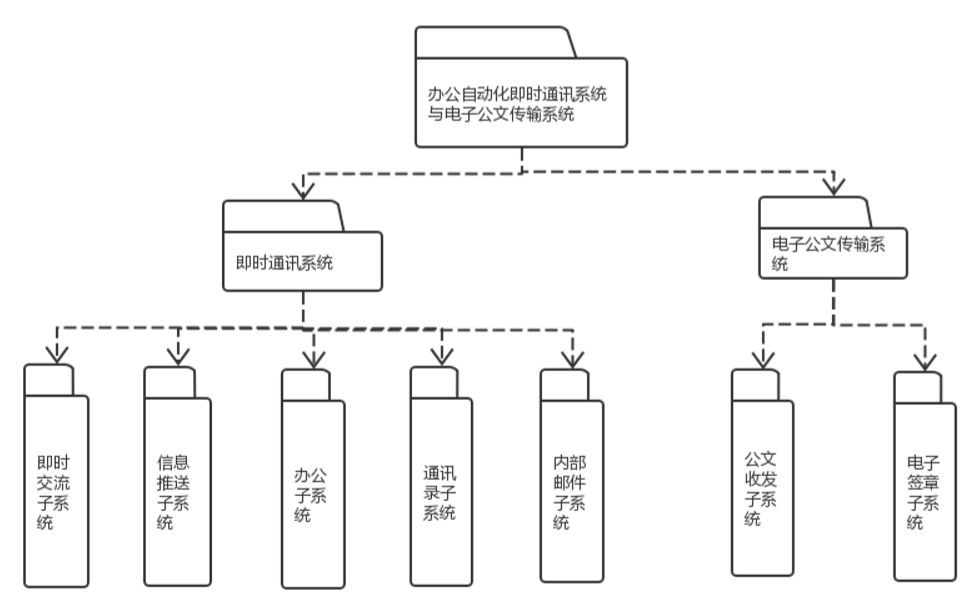 办公自动化即时通讯系统
与电子公文传输系统
即时通讯系统
电子公文传输系
统
即时
交流
子系
统
信息
推送
子系
统
办公
子系
统
通讯
录子
系统
内部
邮件
子系
统
公文
收发
子系
统
电子
签章
子系
统